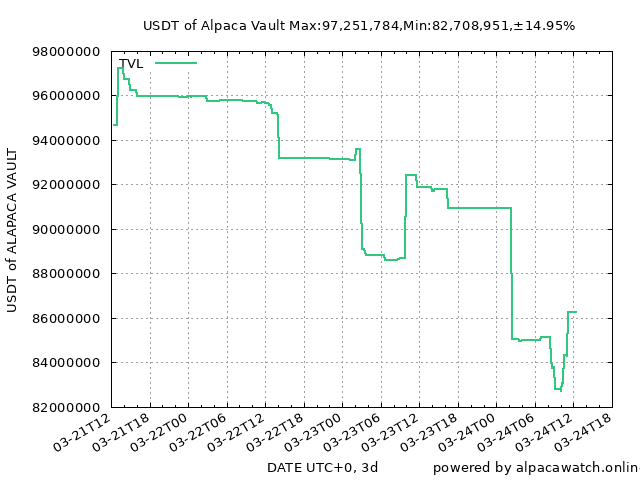 USDT of Alpaca Vault Max:97,251,784,Min:82,708,951,±14.95%
98000000
TVL
96000000
94000000
92000000
90000000
88000000
86000000
84000000
82000000
USDT of ALAPACA VAULT
03-21T12
03-21T18
03-22T00
03-22T06
03-22T12
03-22T18
03-23T00
03-23T06
03-23T12
03-23T18
03-24T00
03-24T06
03-24T12
03-24T18
DATE UTC+0, 3d
powered by alpacawatch.onlin